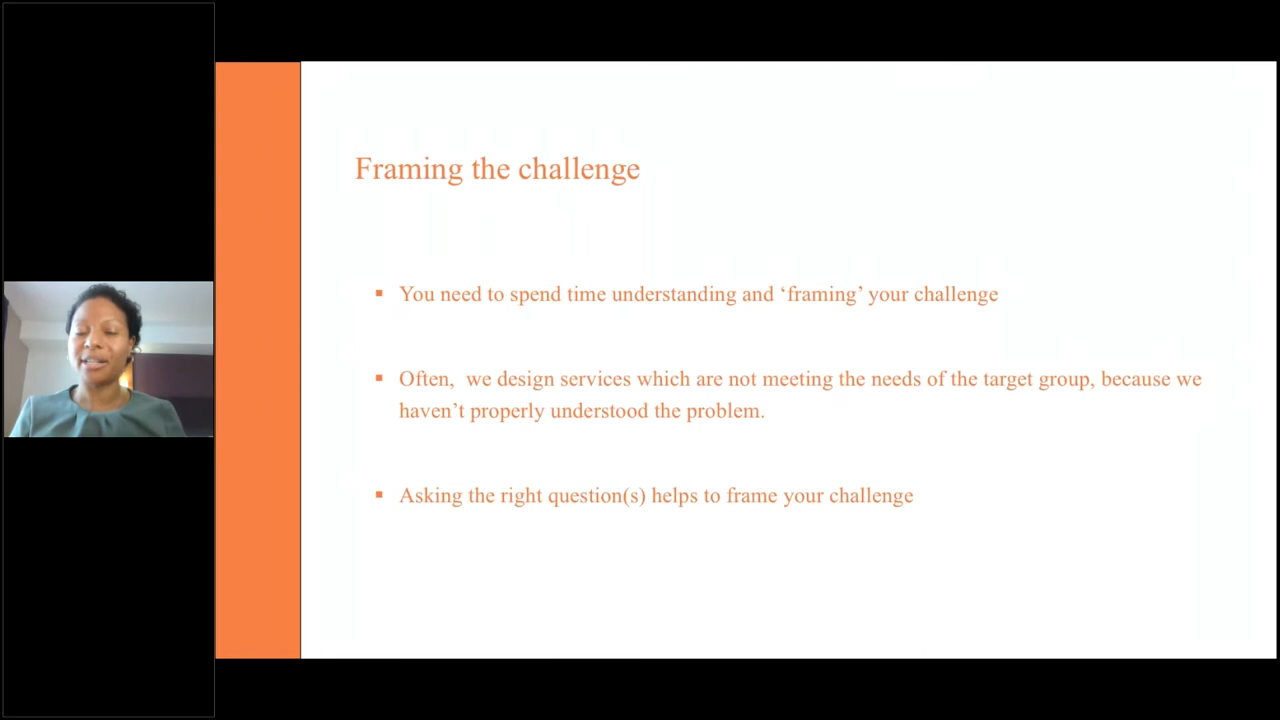 Framing the challenge
You need to spend time understanding and ‘framing’ your challenge
Often,  we design services which are not meeting the needs of the target group, because we
haven’t properly understood the problem.
Asking the right question(s) helps to frame your challenge